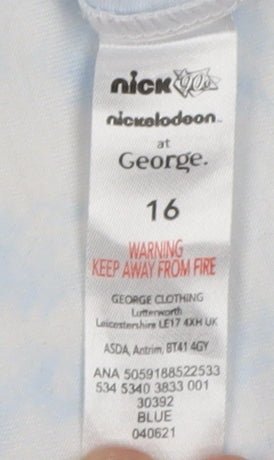 nick 90s
nickelodeon™
at
George.
16
WARNING
KEEP AWAY FROM FIRE
GEORGE CLOTHING
Lutterworth
Leicestershire LE17 4XH UK
ASDA, Antrim, BT41 4GY
ANA 5059188522533
534 5340 3833 001
30392
BLUE
040621